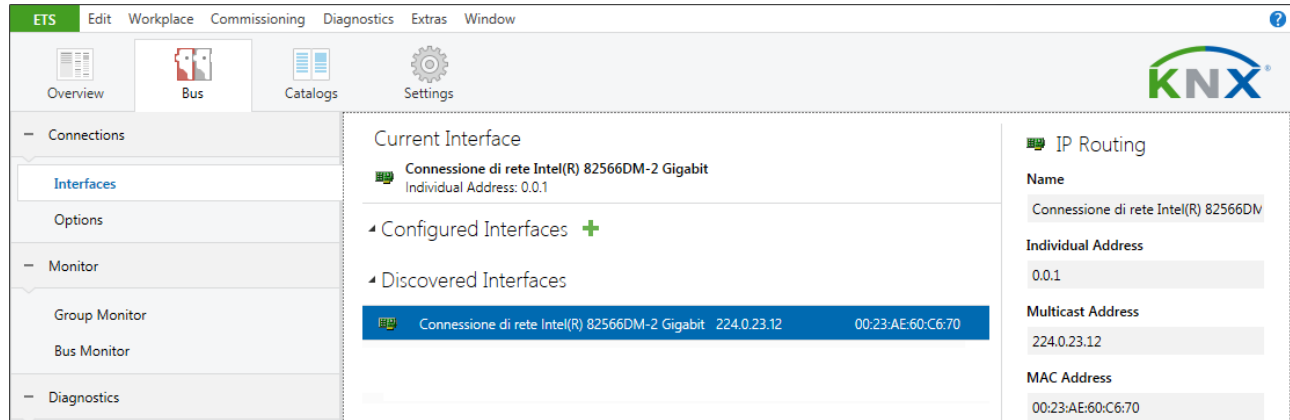 ETS Edit Workplace Commissioning Diagnostics Extras Window ?
Overview Bus Catalogs Settings
KNX®
Connections
Interfaces
Options
Monitor
Group Monitor
Bus Monitor
Diagnostics
Current Interface
Connessione di rete Intel(R) 82566DM-2 Gigabit
Individual Address: 0.0.1
Configured Interfaces
Discovered Interfaces
Connessione di rete Intel(R) 82566DM-2 Gigabit 224.0.23.12 00:23:AE:60:C6:70
IP Routing
Name
Connessione di rete Intel(R) 82566DM
Individual Address
0.0.1
Multicast Address
224.0.23.12
MAC Address
00:23:AE:60:C6:70